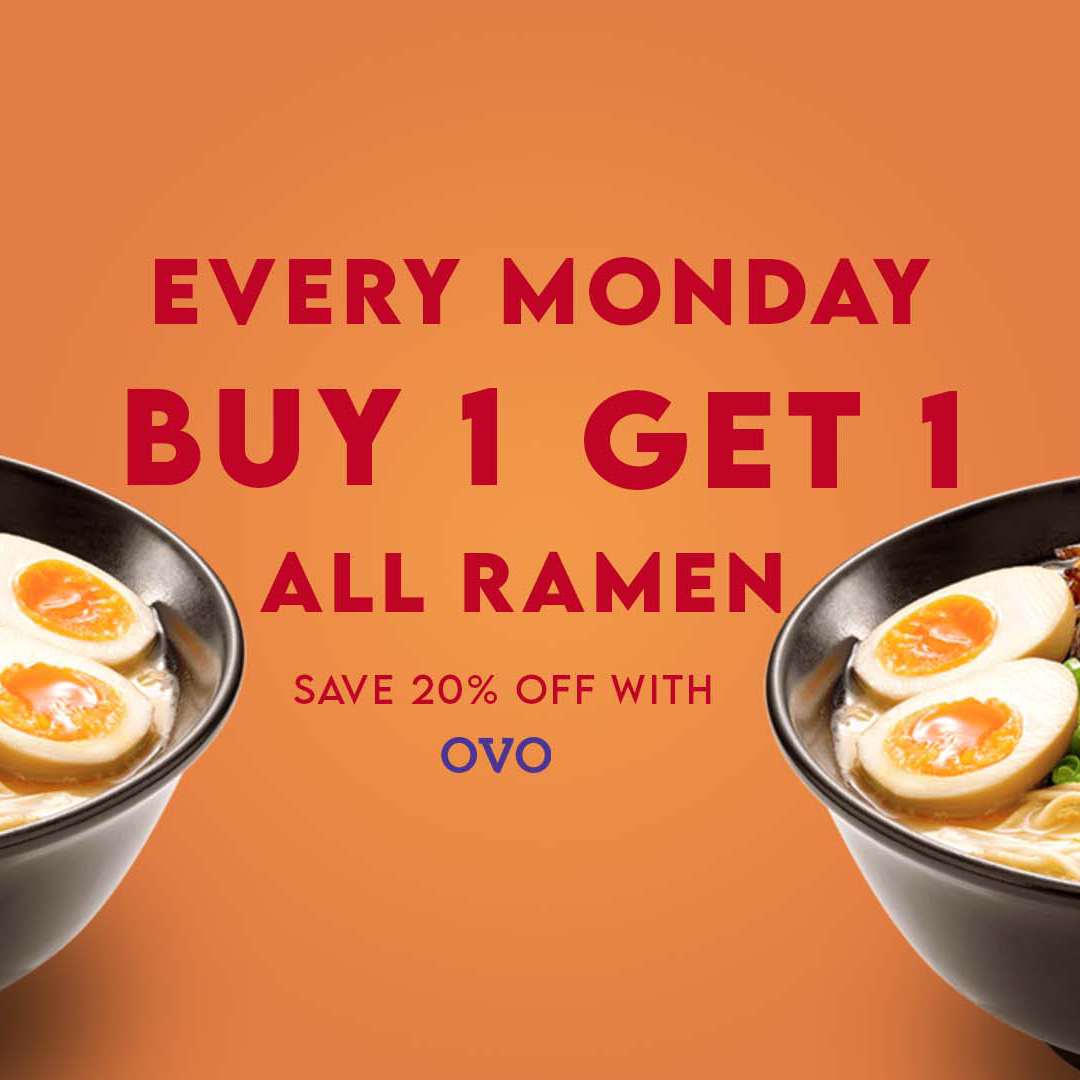 EVERY MONDAY
BUY 1 GET 1
ALL RAMEN
SAVE 20% OFF WITH
OVO